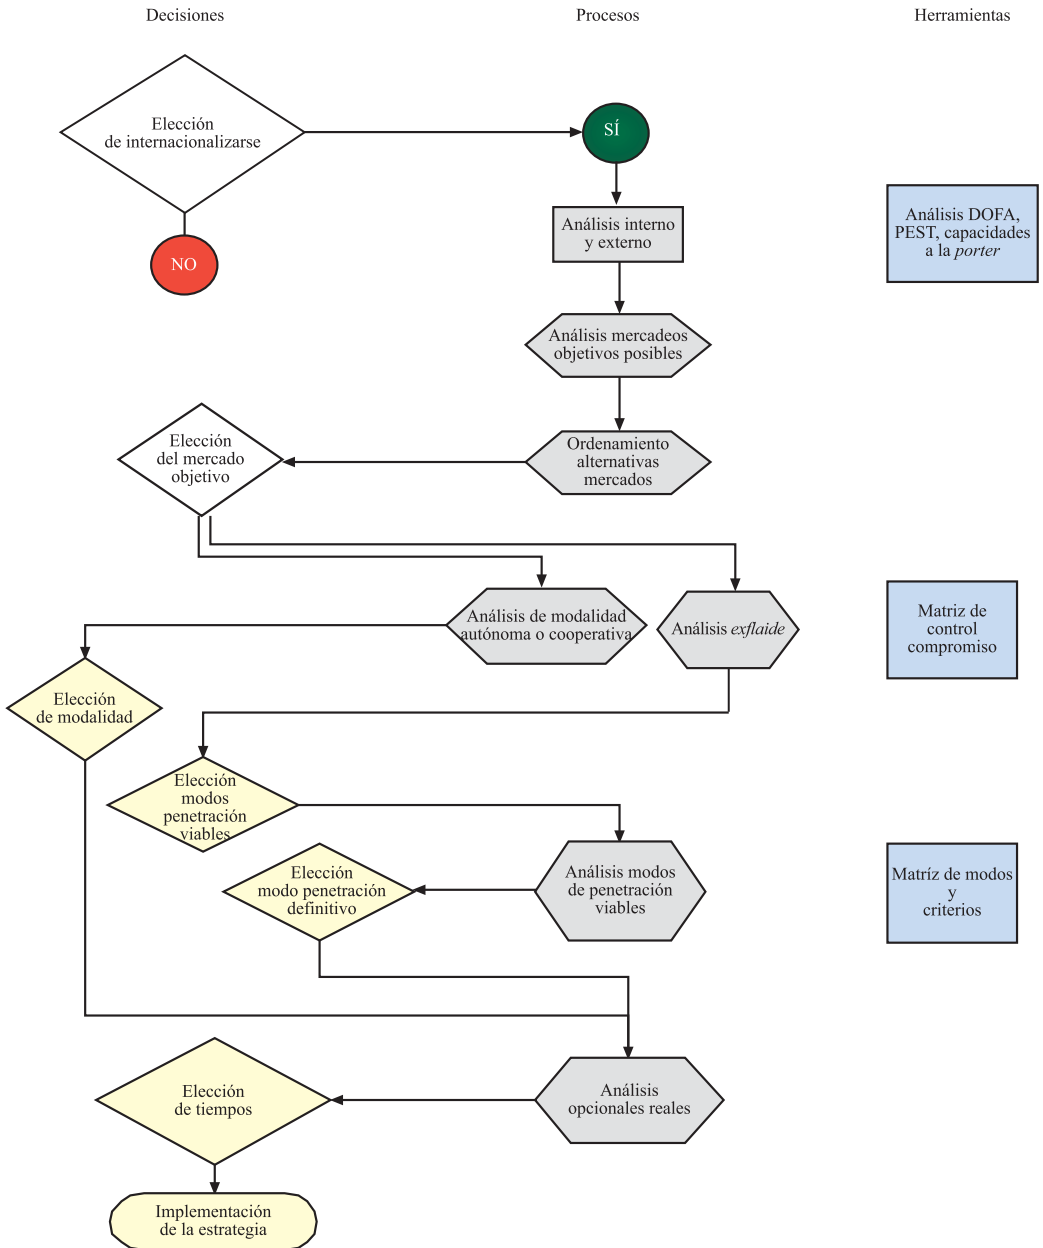 Decisiones
Procesos
Herramientas
Elección
de internacionalizarse
SÍ
NO
Análisis interno
y externo
Análisis DOFA,
PEST, capacidades
a la porter
Análisis mercadeos
objetivos posibles
Elección
del mercado
objetivo
Ordenamiento
alternativas
mercados
Análisis de modalidad
autónoma o cooperativa
Análisis exflaide
Matriz de
control
compromiso
Elección
de modalidad
Elección
modos
penetración
viables
Elección
modo penetración
definitivo
Análisis modos
de penetración
viables
Matríz de modos
y
criterios
Elección
de tiempos
Análisis
opcionales reales
Implementación
de la estrategia